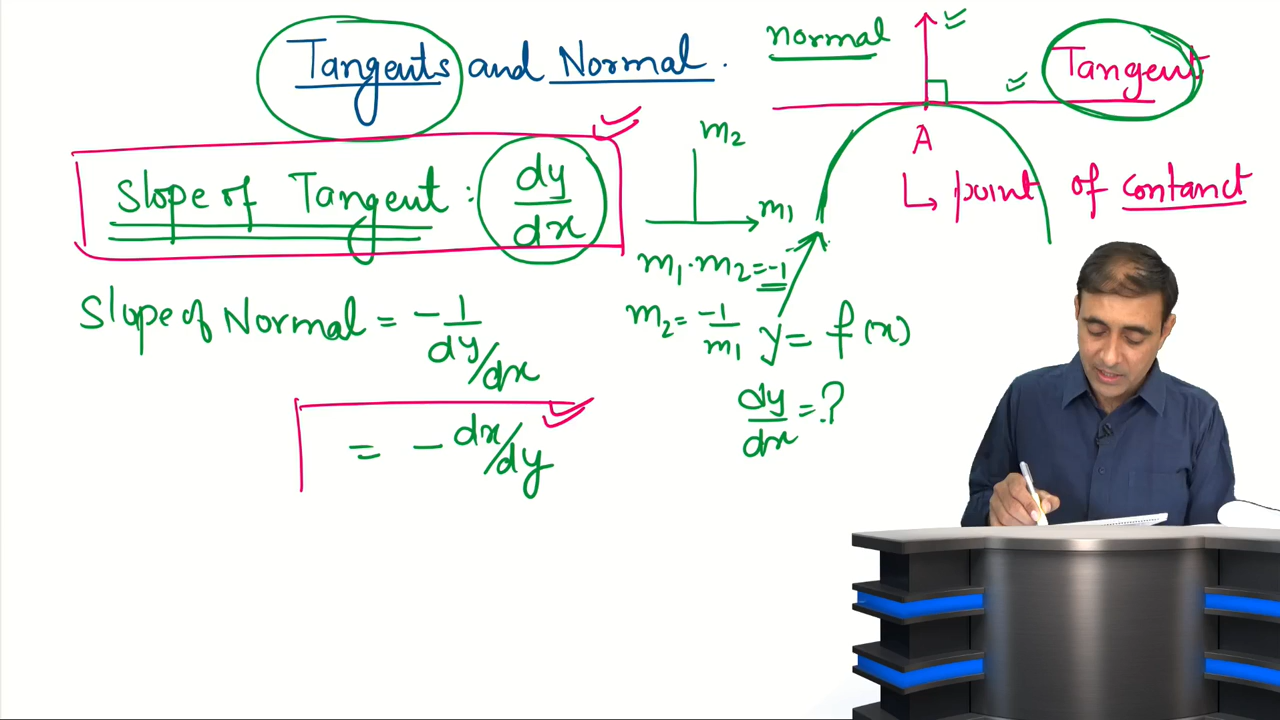 Tangents and Normal.
normal
Tangent
A
↳ point of contanct
Slope of Tangent : dy/dx
m2
m1
m1·m2=-1
m2= -1/m1
Slope of Normal = - 1/dy/dx
= - dx/dy
y= f(x)
dy/dx =?